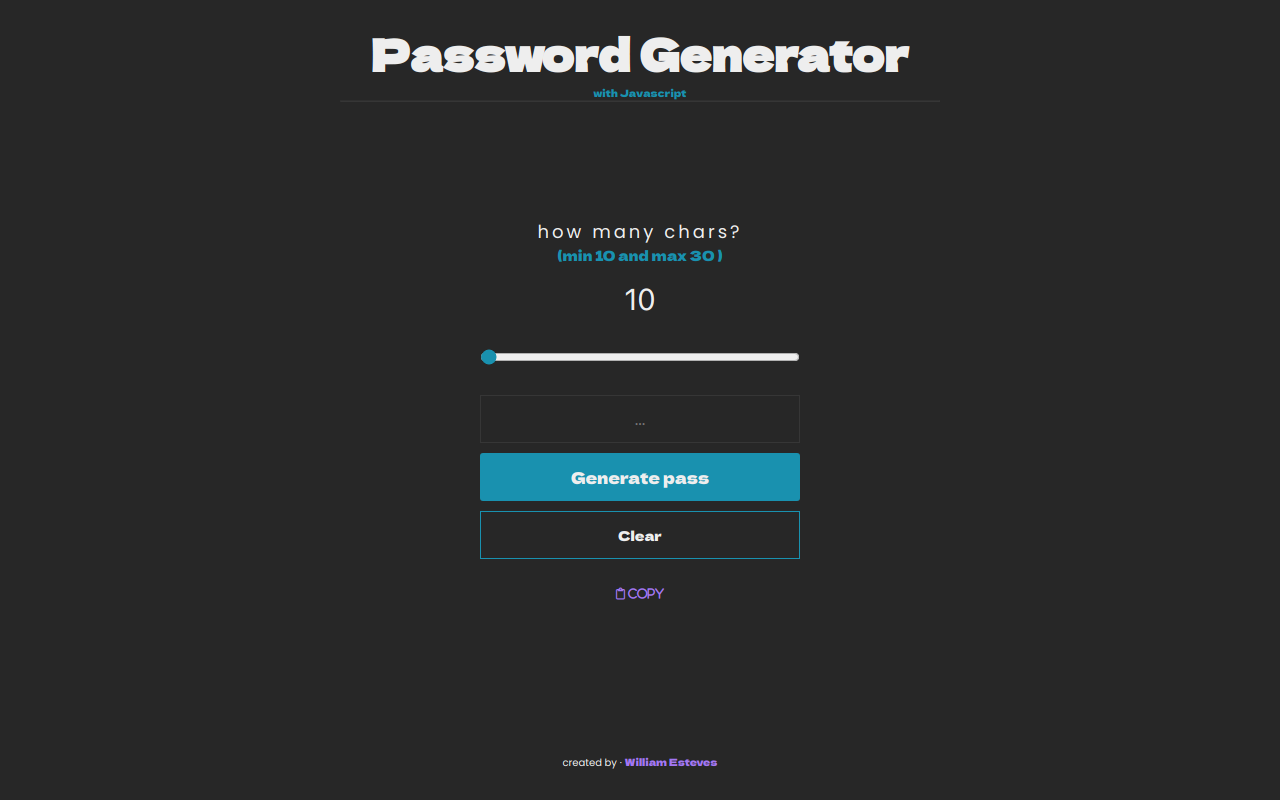 Password Generator
with Javascript
how many chars?
(min 10 and max 30 )
10
...
Generate pass
Clear
COPY
created by · William Esteves